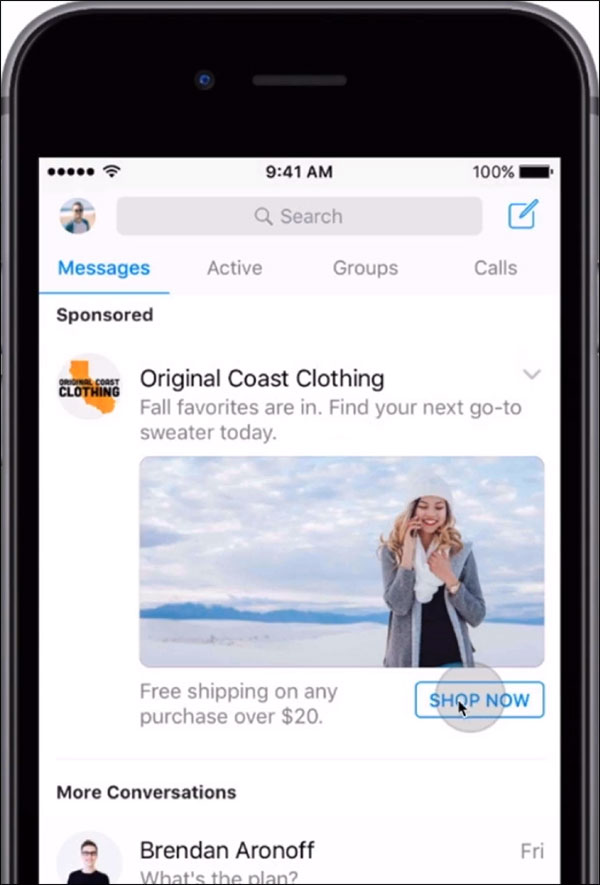 9:41 AM
100%
Search
Messages
Active
Groups
Calls
Sponsored
ORIGINAL COAST
CLOTHING
Original Coast Clothing
Fall favorites are in. Find your next go-to
sweater today.
Free shipping on any
purchase over $20.
SHOP NOW
More Conversations
Brendan Aronoff
Fri
What's the plan?